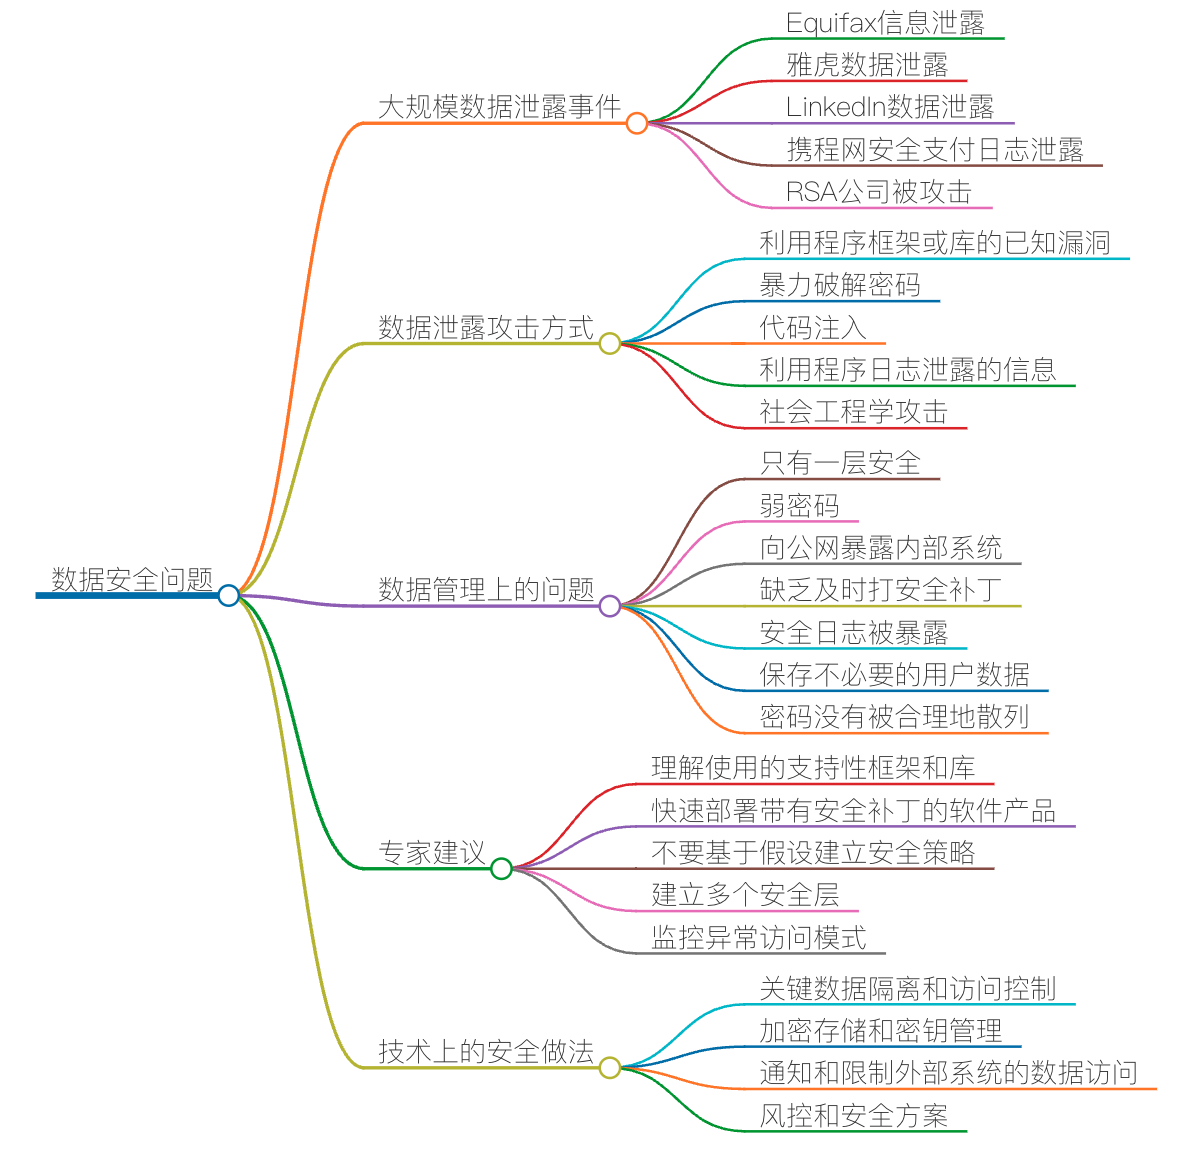 数据安全问题
大规模数据泄露事件
Equifax信息泄露
雅虎数据泄露
LinkedIn数据泄露
携程网安全支付日志泄露
RSA公司被攻击
数据泄露攻击方式
利用程序框架或库的已知漏洞
暴力破解密码
代码注入
利用程序日志泄露的信息
社会工程学攻击
数据管理上的问题
只有一层安全
弱密码
向公网暴露内部系统
缺乏及时打安全补丁
安全日志被暴露
保存不必要的用户数据
密码没有被合理地散列
专家建议
理解使用的支持性框架和库
快速部署带有安全补丁的软件产品
不要基于假设建立安全策略
建立多个安全层
监控异常访问模式
技术上的安全做法
关键数据隔离和访问控制
加密存储和密钥管理
通知和限制外部系统的数据访问
风控和安全方案